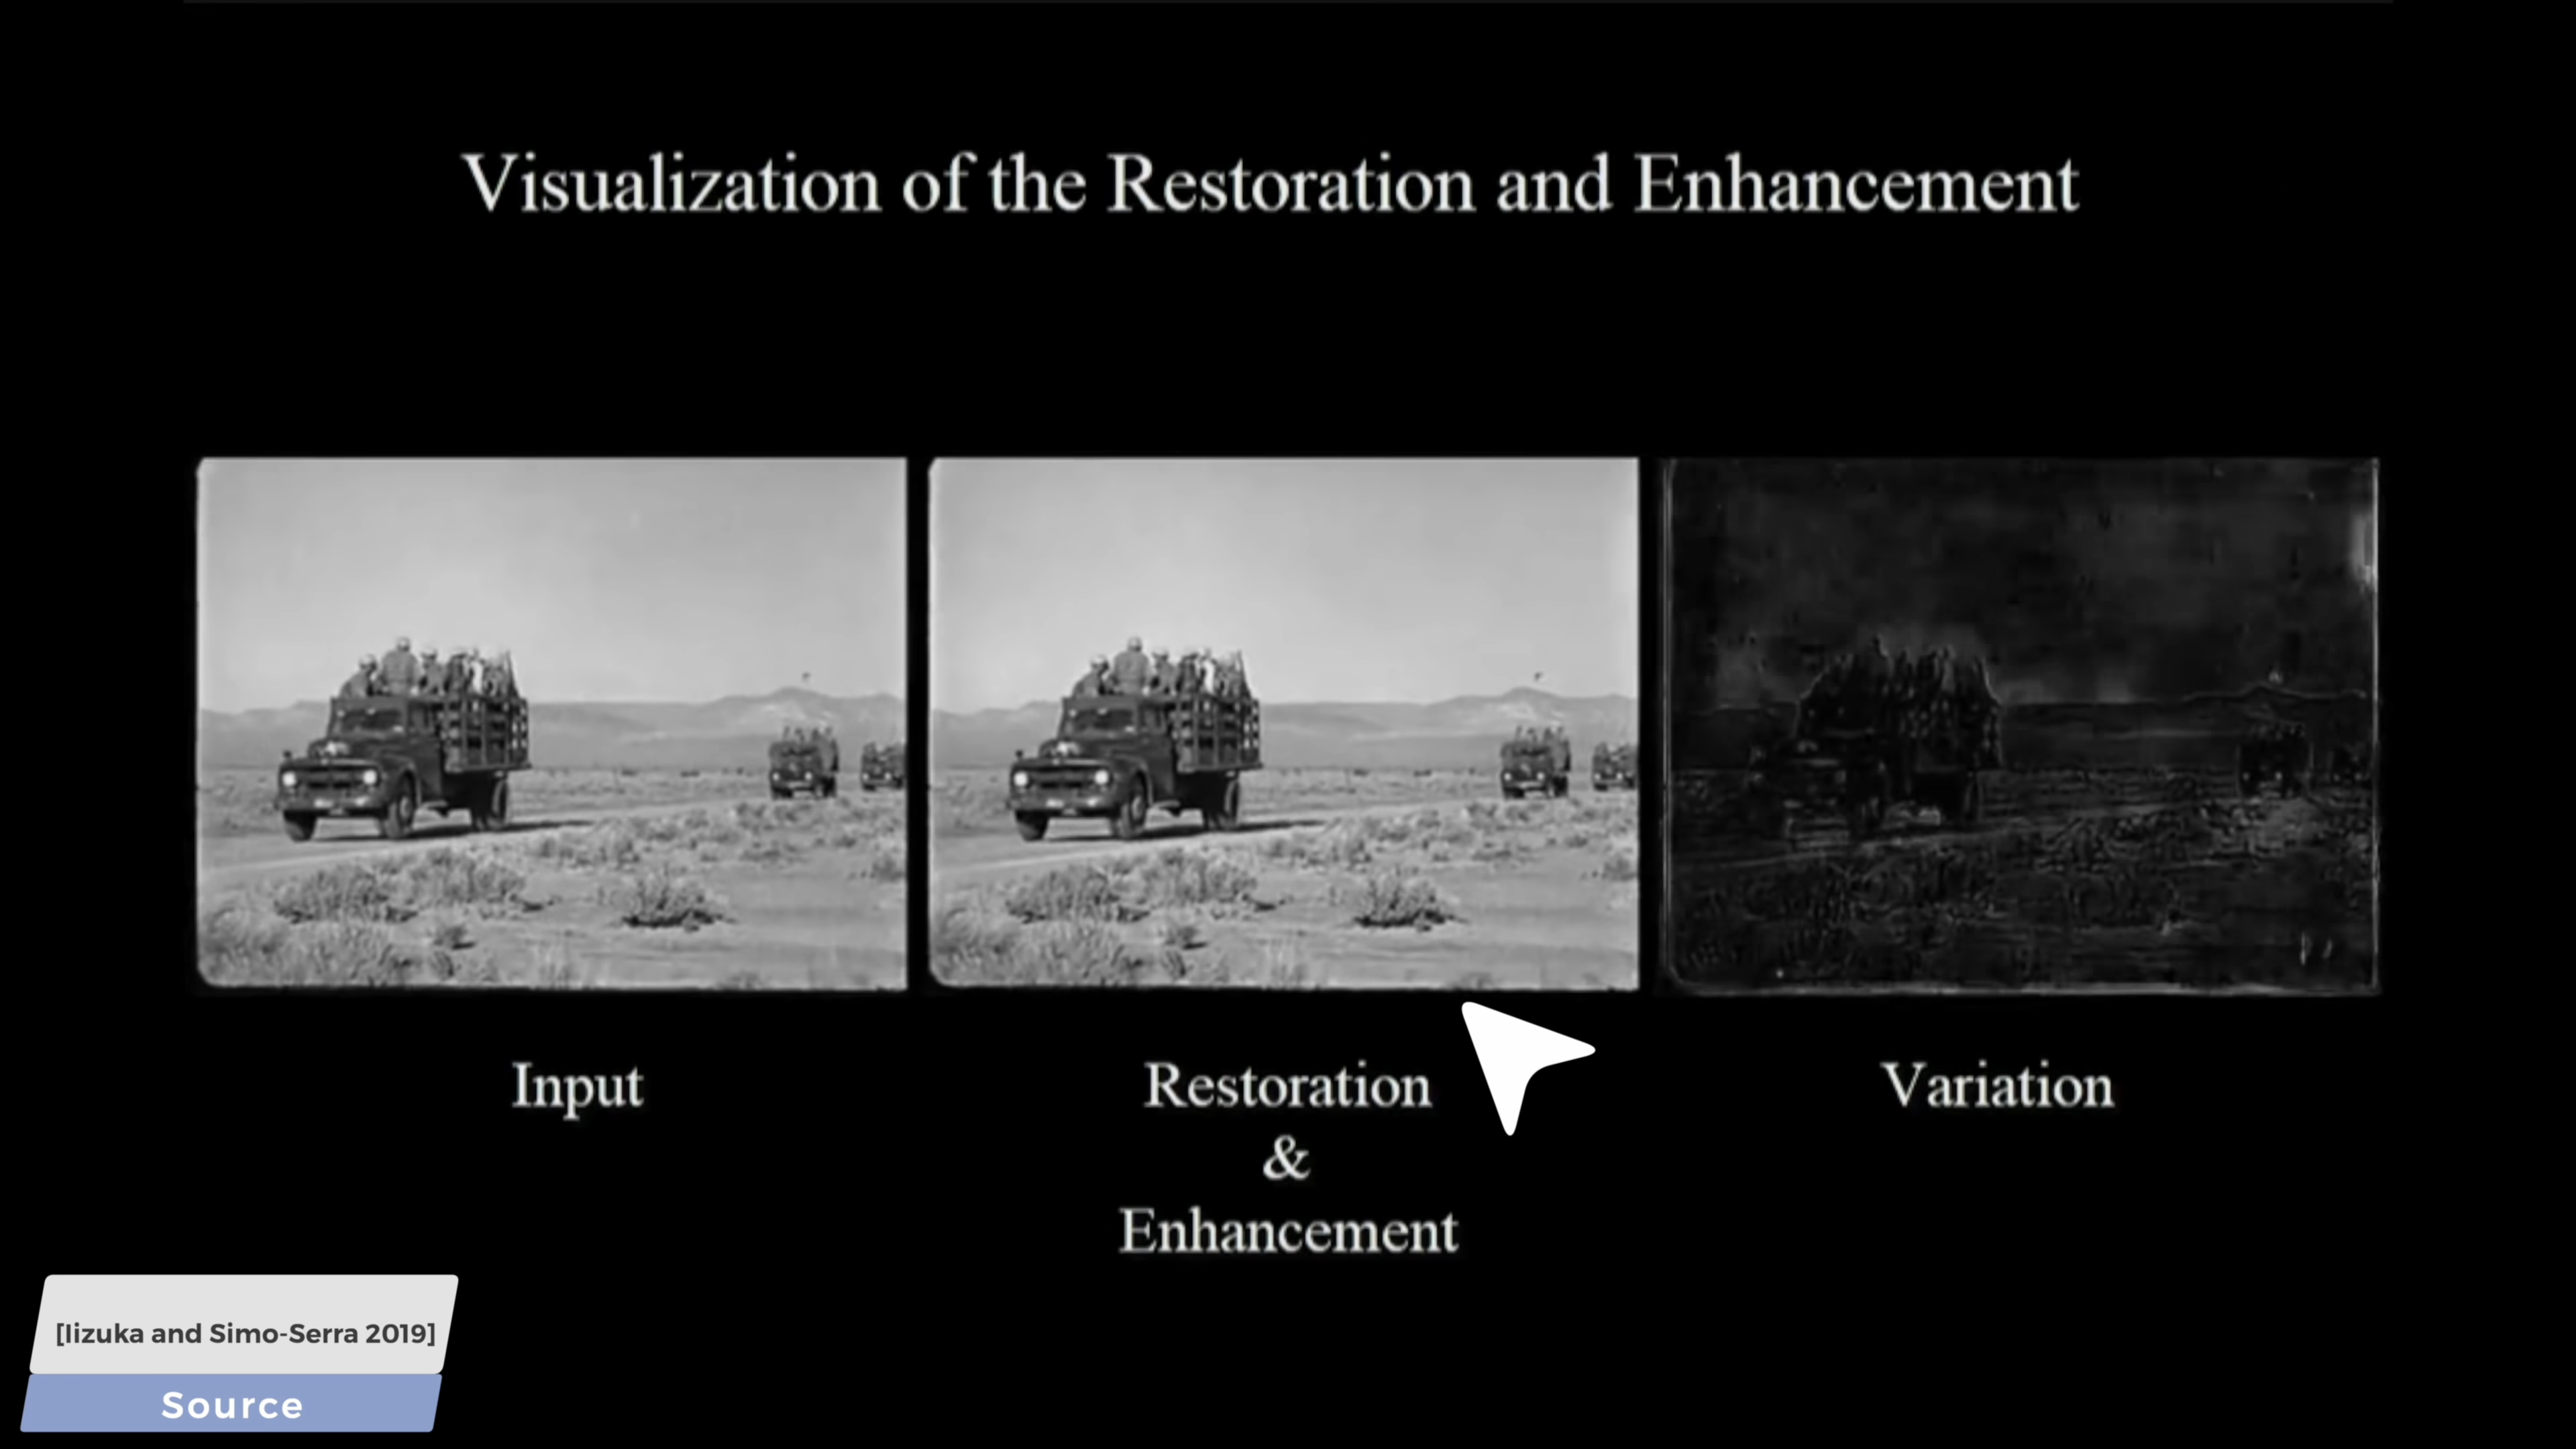 Visualization of the Restoration and Enhancement
Input
Restoration
&
Enhancement
Variation
[Iizuka and Simo-Serra 2019]
Source